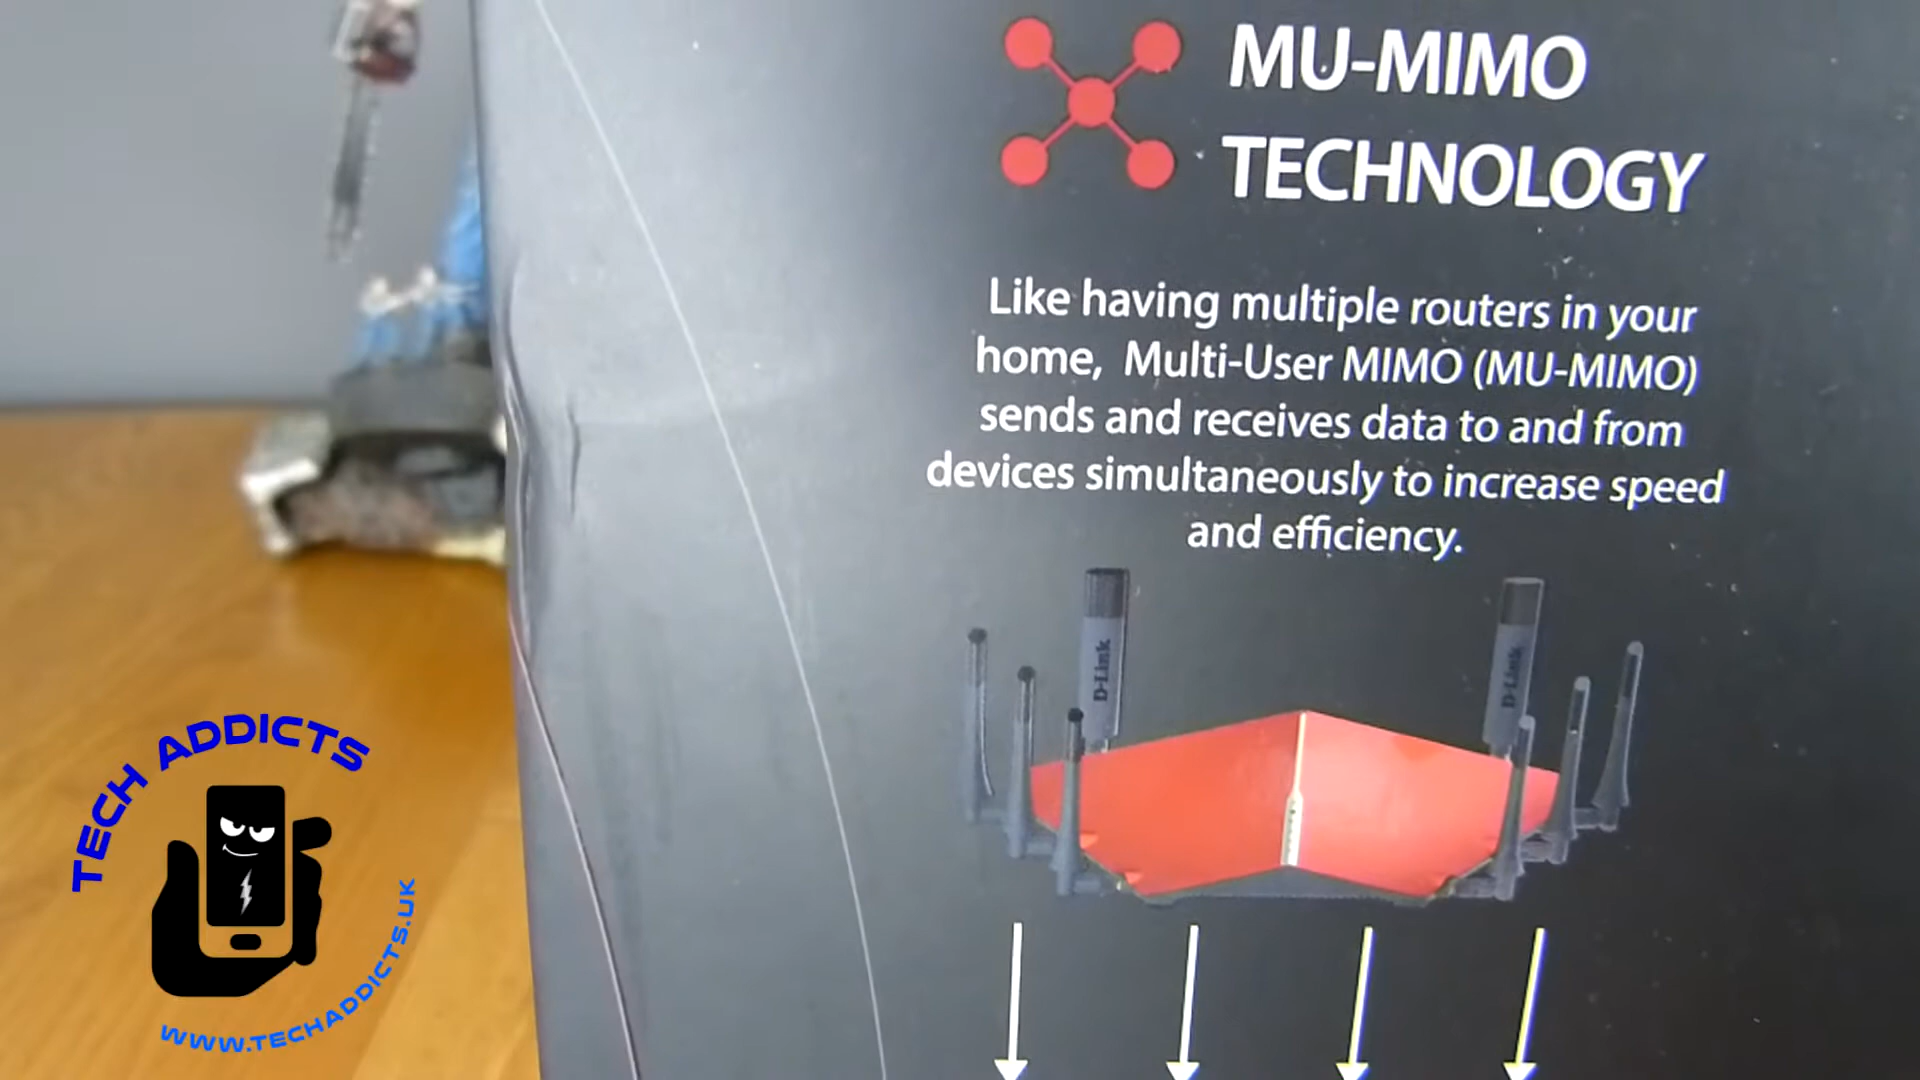 MU-MIMO
TECHNOLOGY
Like having multiple routers in your
home, Multi-User MIMO (MU-MIMO)
sends and receives data to and from
devices simultaneously to increase speed
and efficiency.
D-Link
D-Link
TECH ADDICTS
WWW.TECHADDICTS.UK